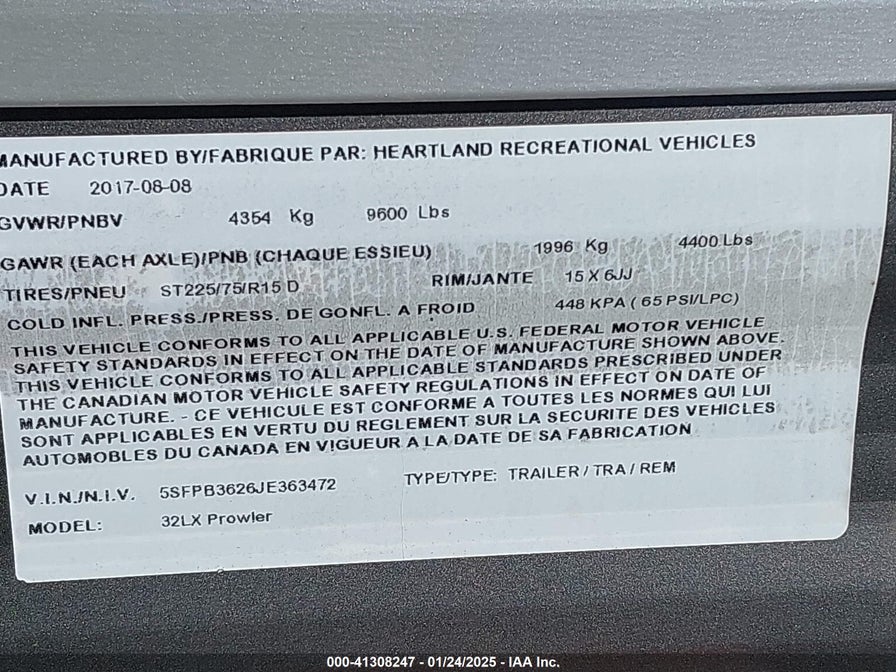 MANUFACTURED BY/FABRIQUE PAR: HEARTLAND RECREATIONAL VEHICLES
DATE 2017-08-08
GVWR/PNBV 4354 Kg 9600 Lbs
GAWR (EACH AXLE)/PNB (CHAQUE ESSIEU) 1996 Kg 4400 Lbs
TIRES/PNEU ST225/75/R15 D RIM/JANTE 15 X 6JJ
COLD INFL. PRESS./PRESS. DE GONFL. A FROID 448 KPA ( 65 PSI/LPC)
THIS VEHICLE CONFORMS TO ALL APPLICABLE U.S. FEDERAL MOTOR VEHICLE
SAFETY STANDARDS IN EFFECT ON THE DATE OF MANUFACTURE SHOWN ABOVE.
THIS VEHICLE CONFORMS TO ALL APPLICABLE STANDARDS PRESCRIBED UNDER
THE CANADIAN MOTOR VEHICLE SAFETY REGULATIONS IN EFFECT ON DATE OF
MANUFACTURE. - CE VEHICULE EST CONFORME A TOUTES LES NORMES QUI LUI
SONT APPLICABLES EN VERTU DU REGLEMENT SUR LA SECURITE DES VEHICLES
AUTOMOBILES DU CANADA EN VIGUEUR A LA DATE DE SA FABRICATION
V.I.N./N.I.V. 5SFPB3626JE363472 TYPE/TYPE: TRAILER / TRA / REM
MODEL: 32LX Prowler
000-41308247 - 01/24/2025 - IAA Inc.